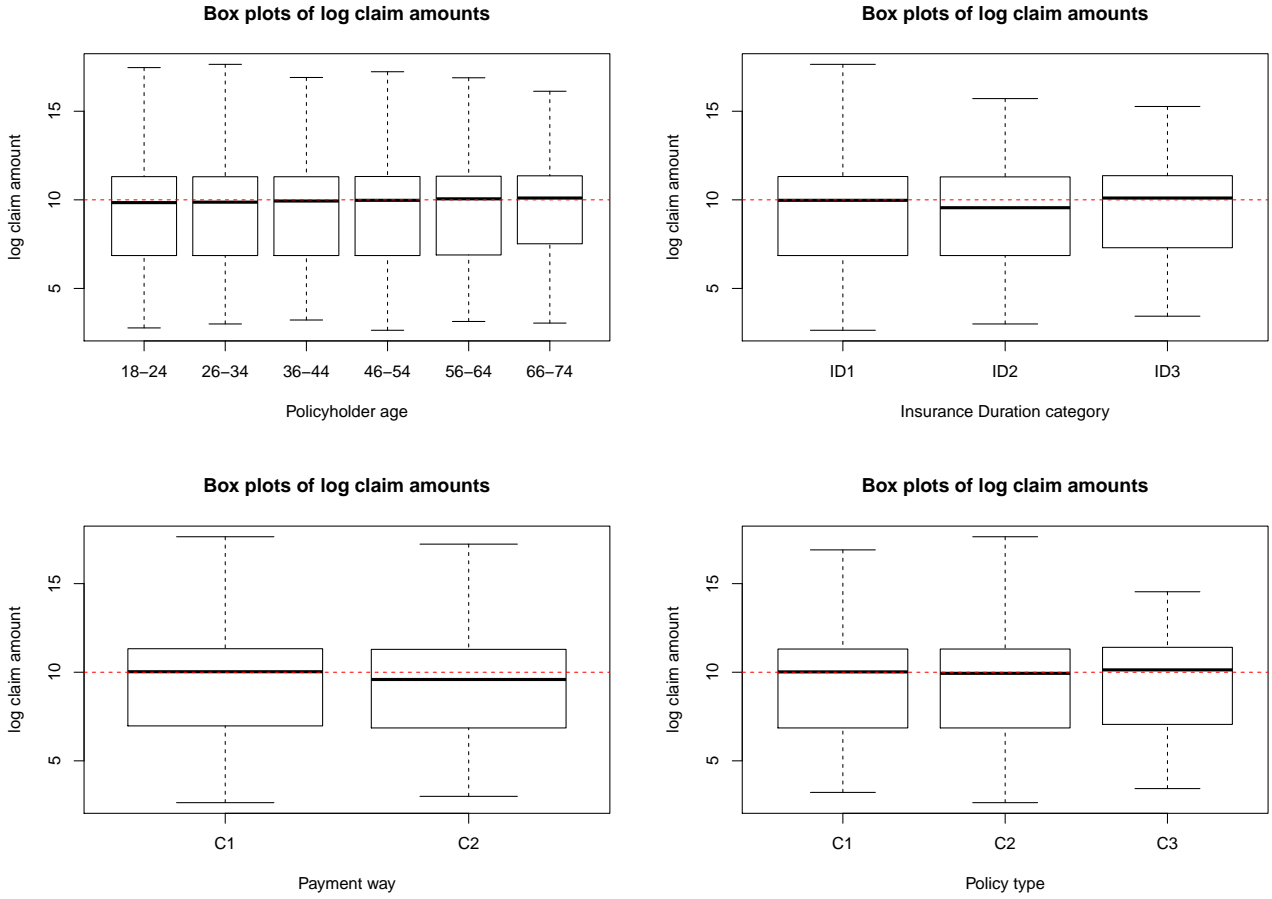 Box plots of log claim amounts
log claim amount
15
10
5
18−24 26−34 36−44 46−54 56−64 66−74
Policyholder age
Box plots of log claim amounts
log claim amount
15
10
5
ID1 ID2 ID3
Insurance Duration category
Box plots of log claim amounts
log claim amount
15
10
5
C1 C2
Payment way
Box plots of log claim amounts
log claim amount
15
10
5
C1 C2 C3
Policy type